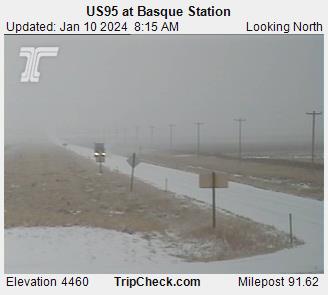 US95 at Basque Station
Updated: Jan 10 2024 8:15 AM Looking North
Elevation 4460 TripCheck.com Milepost 91.62